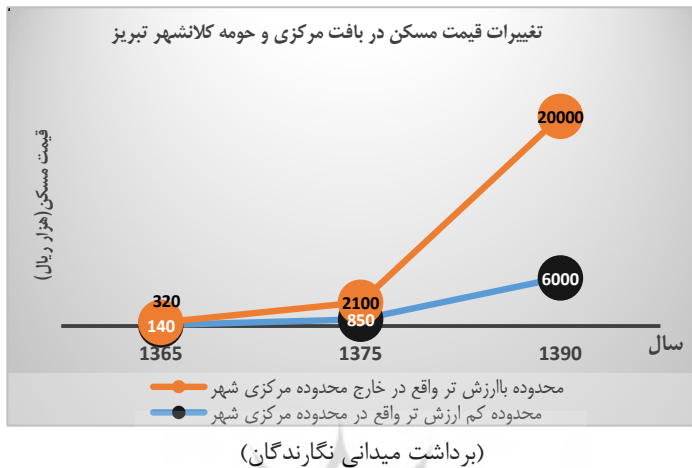 تغییرات قیمت مسکن در بافت مرکزی و حومه کلانشهر تبریز
قیمت مسکن(هزار ریال)
20000
6000
320
2100
140
850
1365
1375
1390
سال
محدوده باارزش تر واقع در خارج محدوده مرکزی شهر
محدوده کم ارزش تر واقع در محدوده مرکزی شهر
(برداشت میدانی نگارندگان)